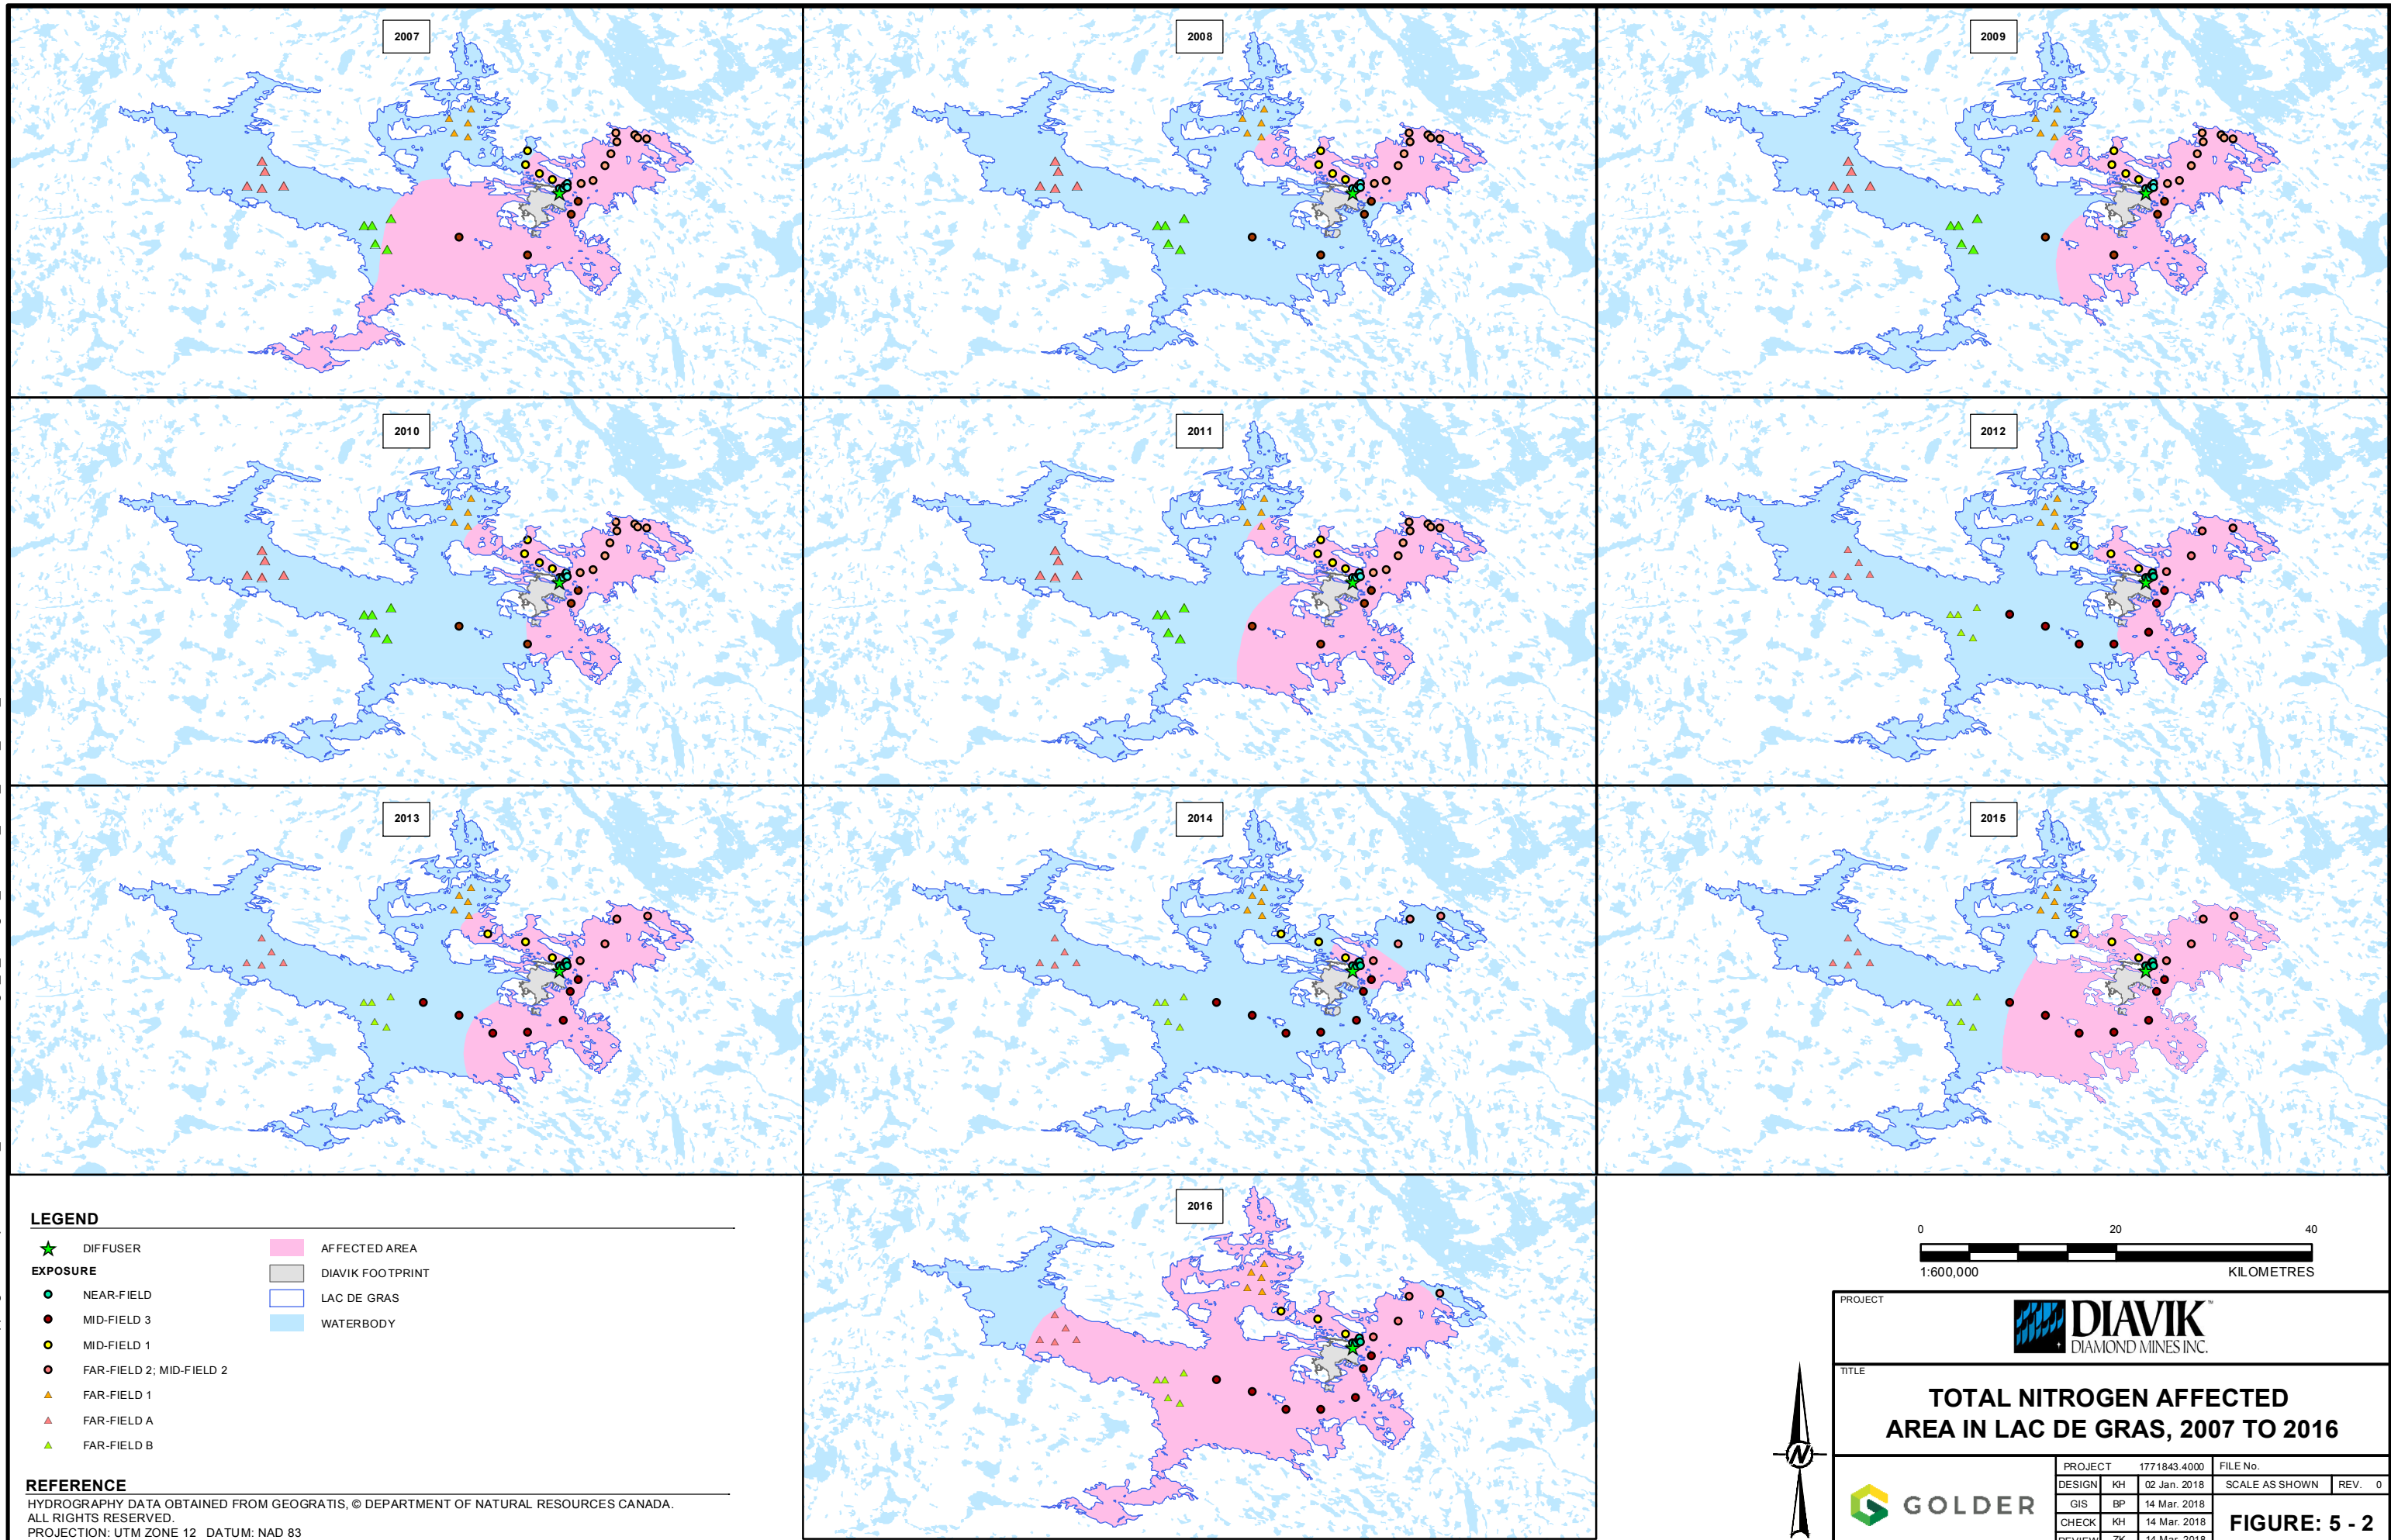 2007
2008
2009
2010
2011
2012
2013
2014
2015
2016
LEGEND
DIFFUSER
EXPOSURE
NEAR-FIELD
MID-FIELD 3
MID-FIELD 1
FAR-FIELD 2; MID-FIELD 2
FAR-FIELD 1
FAR-FIELD A
FAR-FIELD B
AFFECTED AREA
DIAVIK FOOTPRINT
LAC DE GRAS
WATERBODY
REFERENCE
HYDROGRAPHY DATA OBTAINED FROM GEOGRATIS, © DEPARTMENT OF NATURAL RESOURCES CANADA.
ALL RIGHTS RESERVED.
PROJECTION: UTM ZONE 12 DATUM: NAD 83
0 20 40
1:600,000 KILOMETRES
N
PROJECT
DIAVIK™
DIAMOND MINES INC.
TITLE
TOTAL NITROGEN AFFECTED
AREA IN LAC DE GRAS, 2007 TO 2016
GOLDER
PROJECT 1771843.4000 FILE No.
DESIGN KH 02 Jan. 2018 SCALE AS SHOWN REV. 0
GIS BP 14 Mar. 2018
CHECK KH 14 Mar. 2018
REVIEW ZK 14 Mar. 2018
FIGURE: 5 - 2